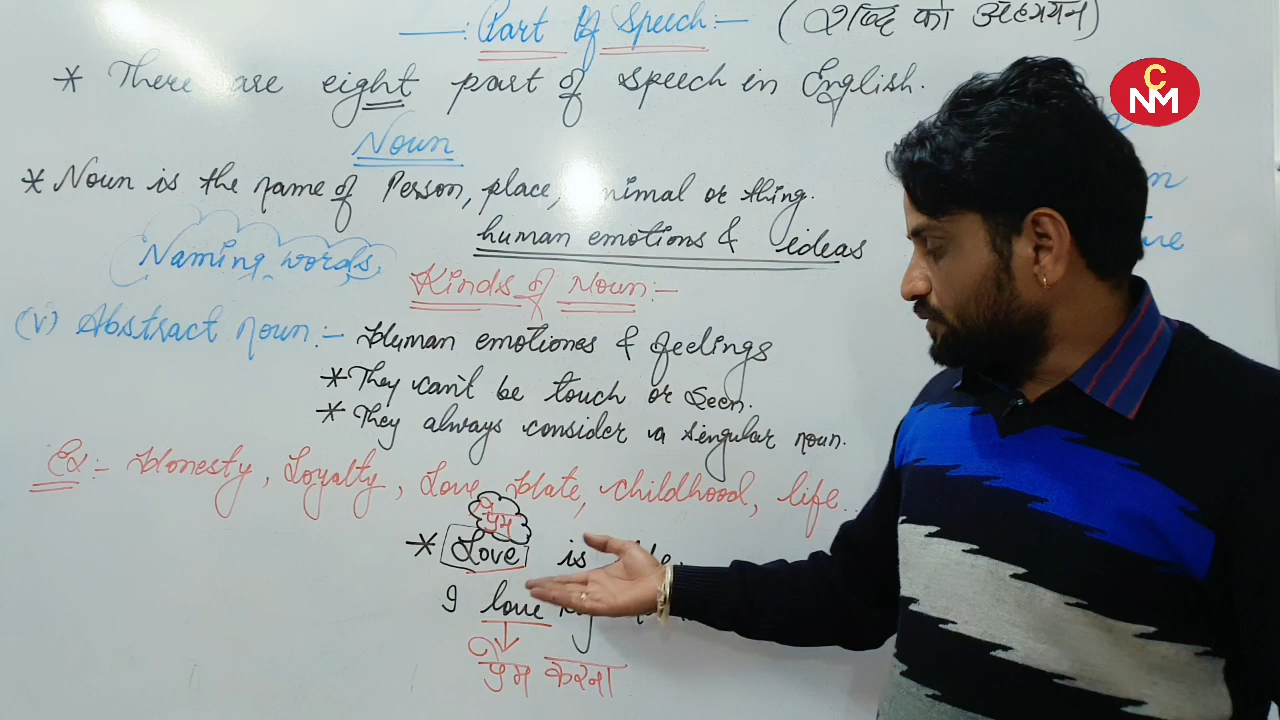 —: Part Of Speech:— (शब्दि का अध्ययन)
* There are eight part of speech in English.
CNM
Noun
* Noun is the name of Person, place, animal or thing.
human emotions & ideas
Naming words,
Kinds of Noun:-
(v) Abstract noun:- Human emotiones & feelings
* They can't be touch or seen.
* They always consider a singular noun.
Ex:- Honesty, Loyalty, Love, Hate, childhood, life...
प्रेम
* Love is
I love
प्रेम करना